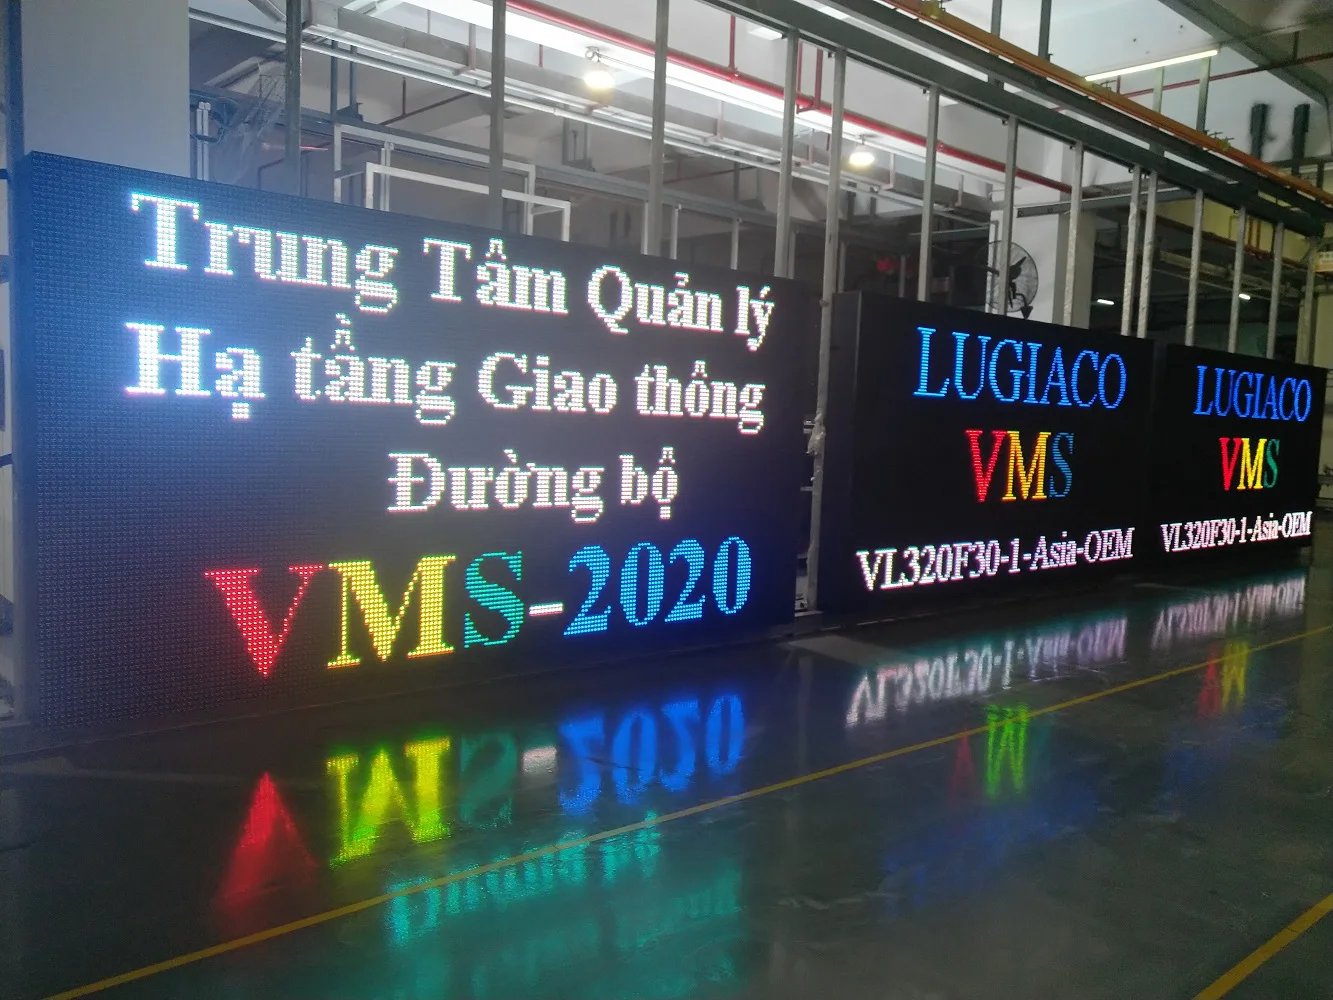 Trung Tâm Quản lý
Hạ tầng Giao thông
Đường bộ
VMS-2020
LUGIACO
VMS
VL320F30-1-Asia-OEM
LUGIACO
VMS
VL320F30-1-Asia-OEM